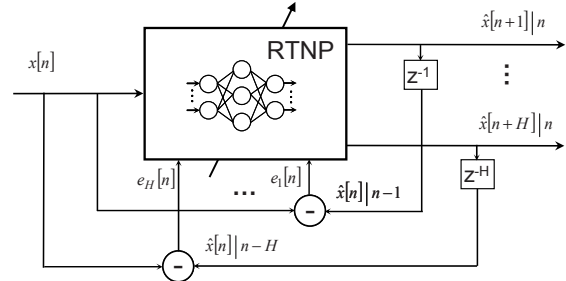 x̂[n+1]|n
RTNP
x[n]
z-1
⋮
x̂[n+H]|n
e_H[n]
e_1[n]
z-H
...
-
x̂[n]|n−1
x̂[n]|n−H
-